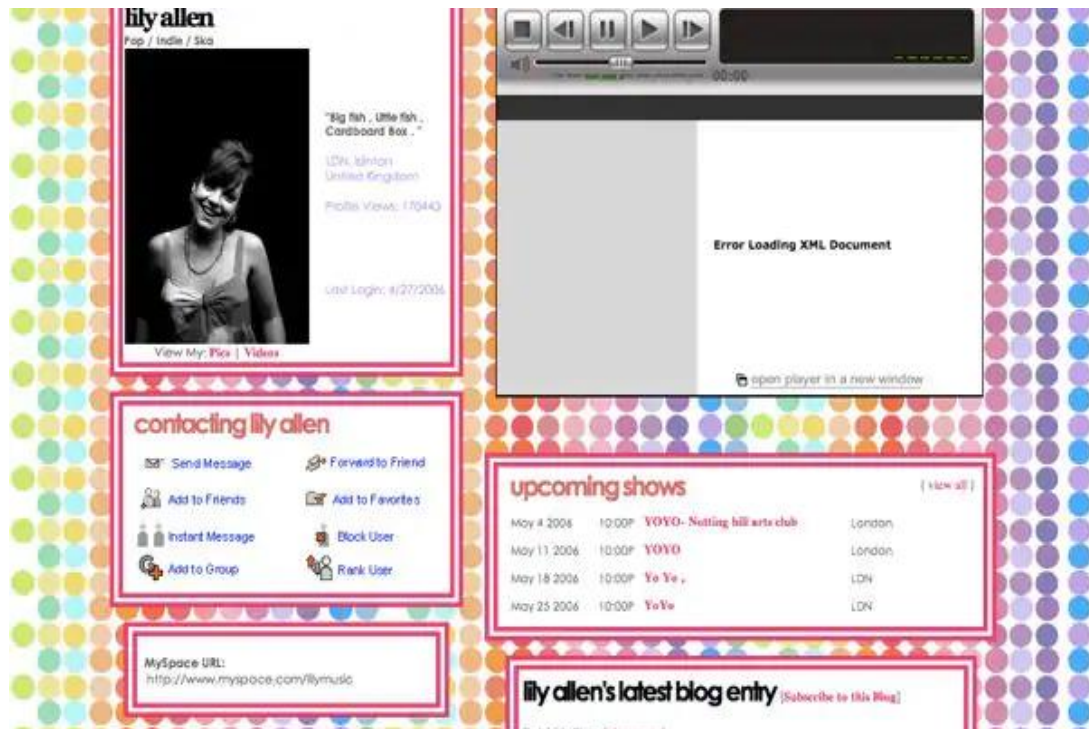 lily allen
Pop / Indie / Ska
"Big fish , Little fish ,
Cardboard Box . "
LDN, Islinton
United Kingdom
Profile Views: 170443
Last Login: 4/27/2006
View My: Pics | Videos
contacting lily allen
Send Message
Forward to Friend
Add to Friends
Add to Favorites
Instant Message
Block User
Add to Group
Rank User
MySpace URL:
http://www.myspace.com/lilymusic
00:00
Error Loading XML Document
open player in a new window
upcoming shows
[ view all ]
May 4 2006 10:00P YOYO- Notting hill arts club London
May 11 2006 10:00P YOYO London
May 18 2006 10:00P Yo Yo , LDN
May 25 2006 10:00P YoYo LDN
lily allen's latest blog entry [Subscribe to this Blog]